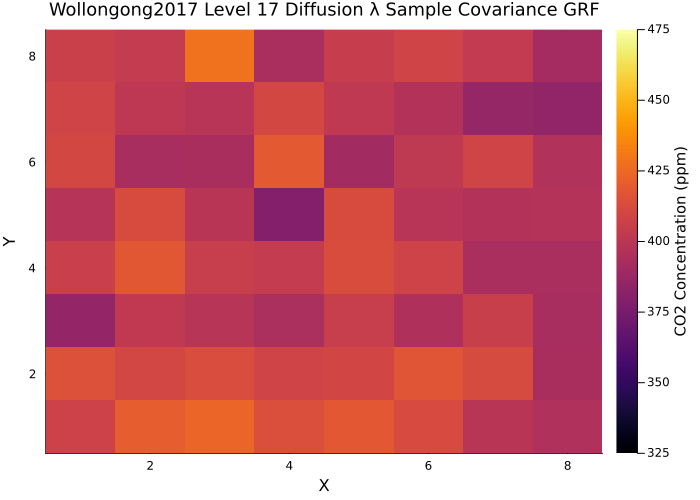 Wollongong2017 Level 17 Diffusion λ Sample Covariance GRF
8
6
4
2
Y
2 4 6 8
X
475
450
425
400
375
350
325
CO2 Concentration (ppm)